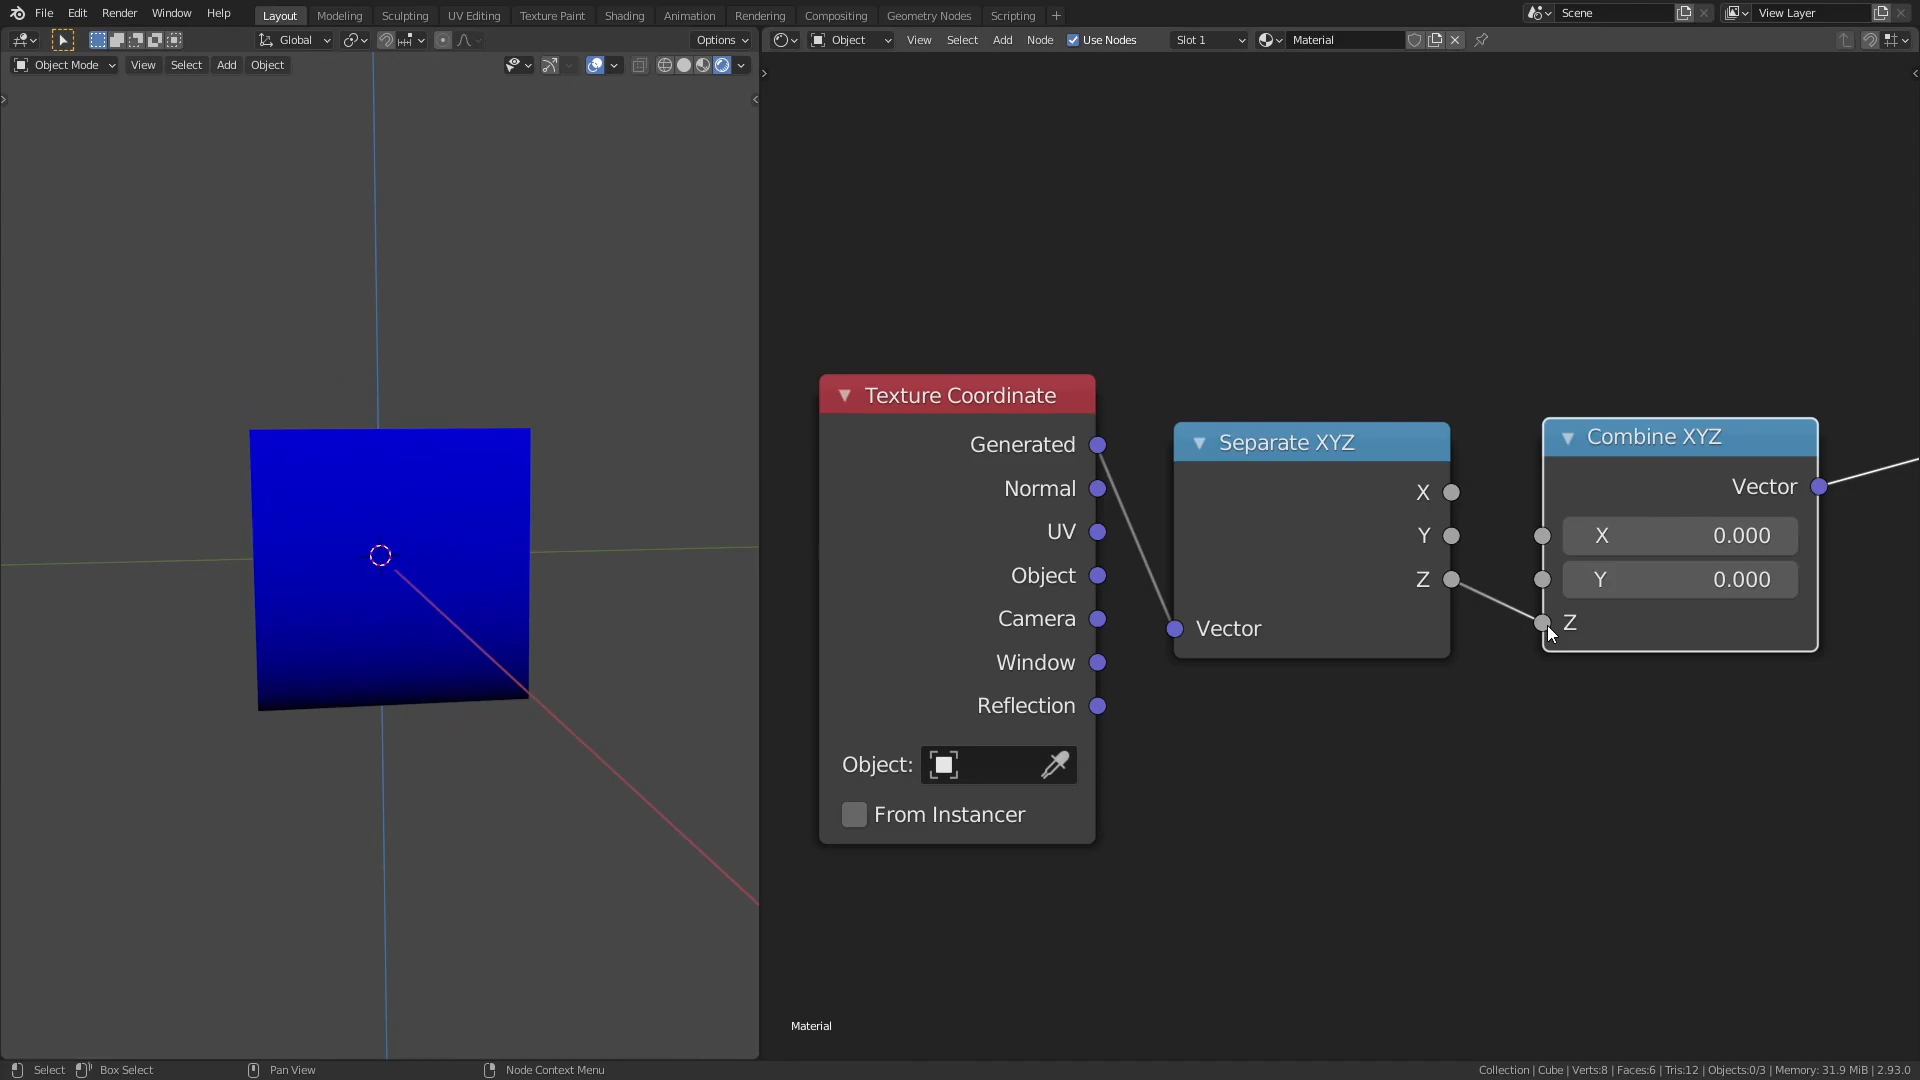 File Edit Render Window Help Layout Modeling Sculpting UV Editing Texture Paint Shading Animation Rendering Compositing Geometry Nodes Scripting + Scene View Layer
Global Options Object View Select Add Node Use Nodes Slot 1 Material
Object Mode View Select Add Object
Texture Coordinate
Generated
Normal
UV
Object
Camera
Window
Reflection
Object:
From Instancer
Separate XYZ
X
Y
Z
Vector
Combine XYZ
Vector
X 0.000
Y 0.000
Z
Material
Select Box Select Pan View Node Context Menu Collection | Cube | Verts:8 | Faces:6 | Tris:12 | Objects:0/3 | Memory: 31.9 MiB | 2.93.0